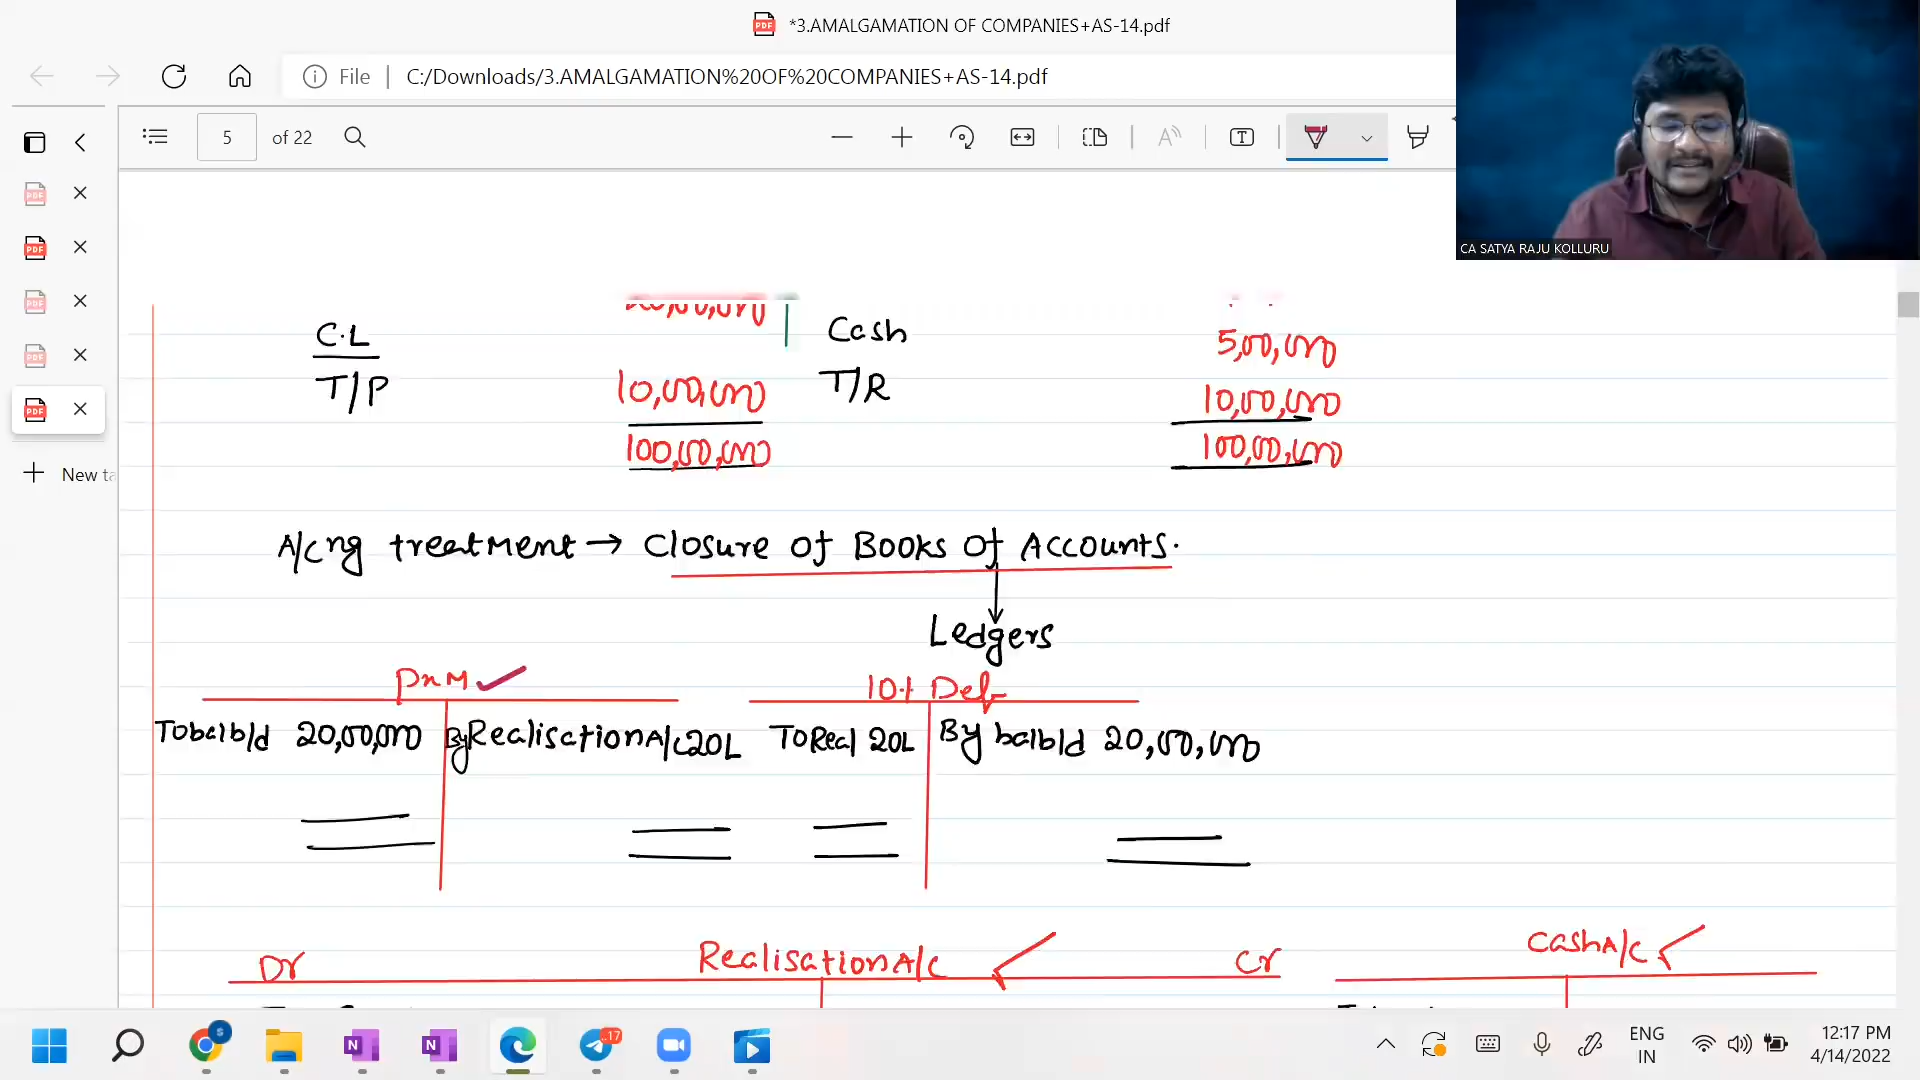 *3.AMALGAMATION OF COMPANIES+AS-14.pdf
File
C:/Downloads/3.AMALGAMATION%20OF%20COMPANIES+AS-14.pdf
5 of 22
CA SATYA RAJU KOLLURU
New ta
C.L
Cash 5,00,000
T/P 10,00,000 T/R 10,00,000
100,00,000 100,00,000
A/cng treatment → Closure of Books of Accounts.
Ledgers
PnM 10% Def
To bal b/d 20,00,000 By Realisation A/c 20L To Real 20L By bal b/d 20,00,000
Dr Realisation A/c Cr Cash A/c
17
ENG
IN
12:17 PM
4/14/2022